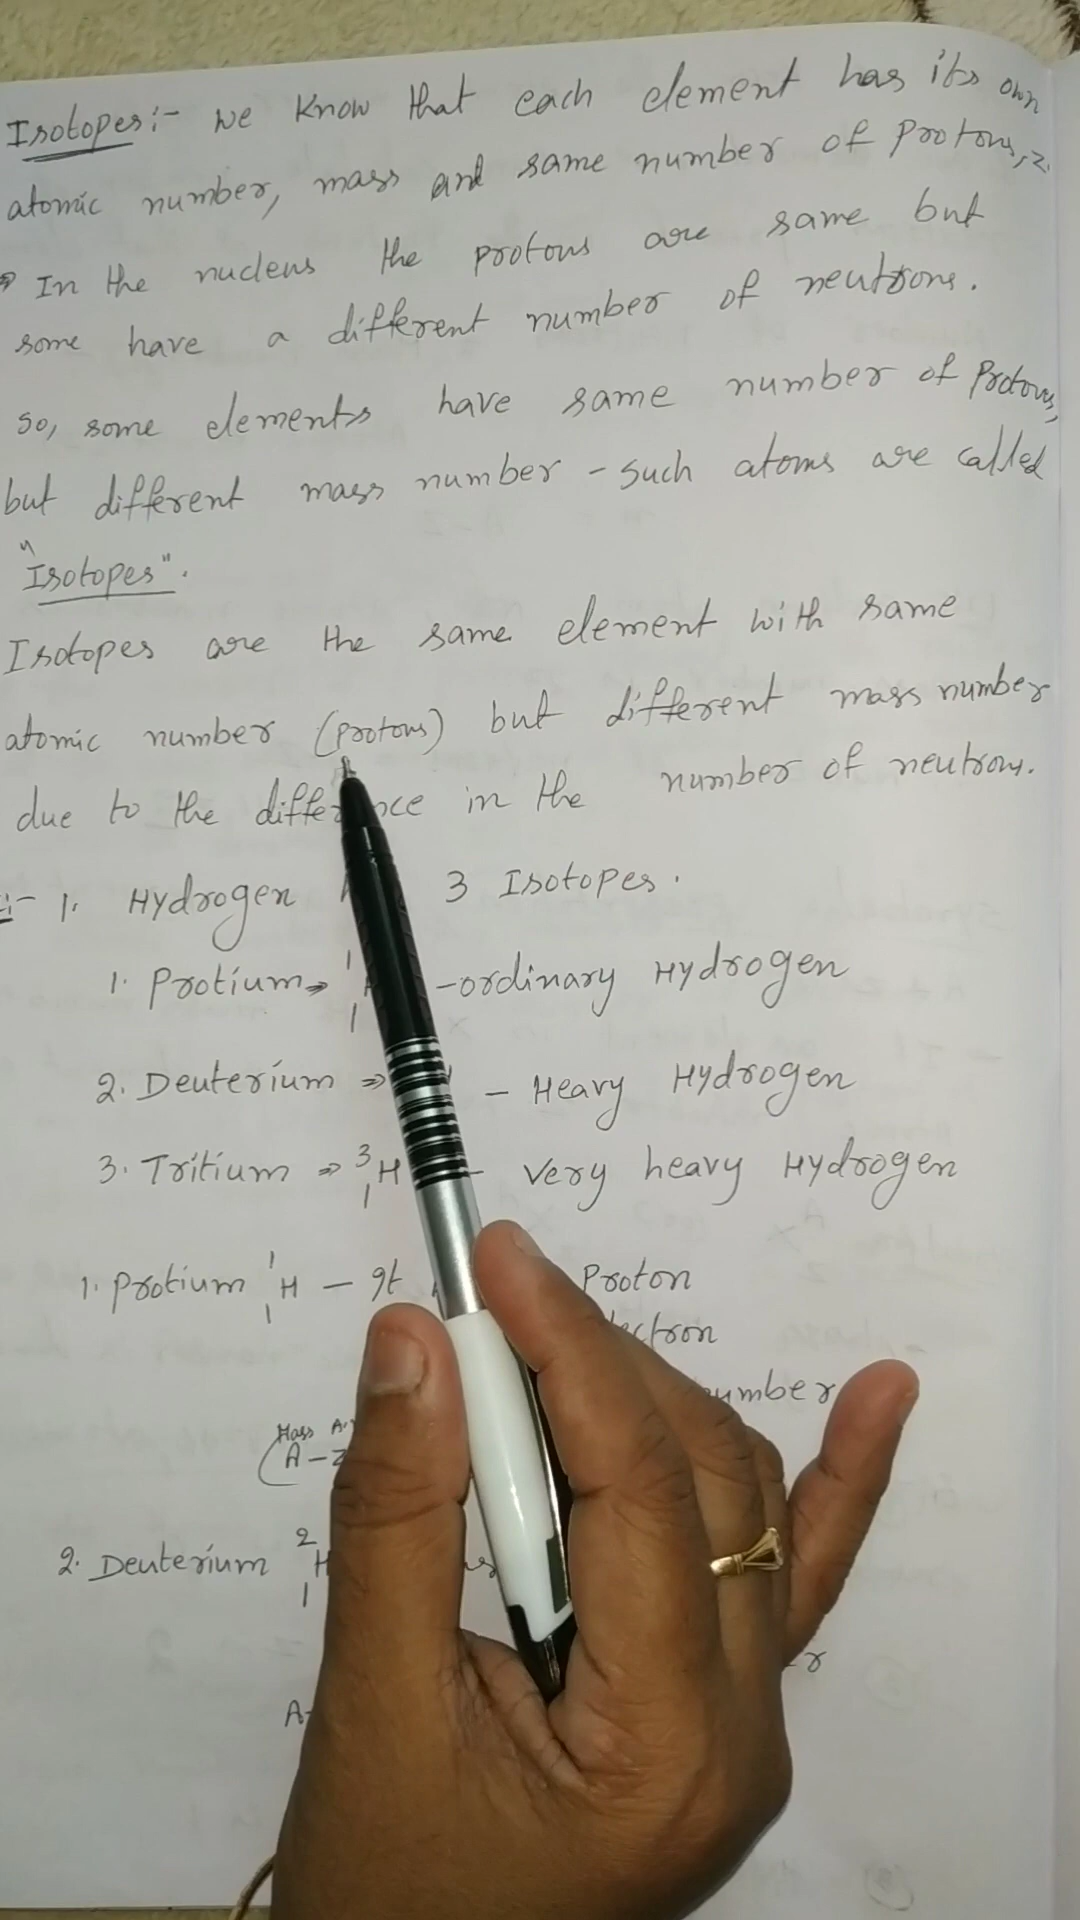 Isotopes:- we know that each element has its own
atomic number, mass and same number of protons, z.
⇒ In the nucleus the protons are same but
some have a different number of neutrons.
so, some elements have same number of Protons,
but different mass number - such atoms are called
"Isotopes".
Isotopes are the same element with same
atomic number (protons) but different mass number
due to the difference in the number of neutrons.
:- 1. Hydrogen 3 Isotopes.
1. Protium ⇒ 1 1 - ordinary Hydrogen
2. Deuterium ⇒ - Heavy Hydrogen
3. Tritium ⇒ ³₁H - very heavy Hydrogen
1. Protium ¹₁H - It Proton
number
(Mass A - Z
2. Deuterium ²₁H
A-